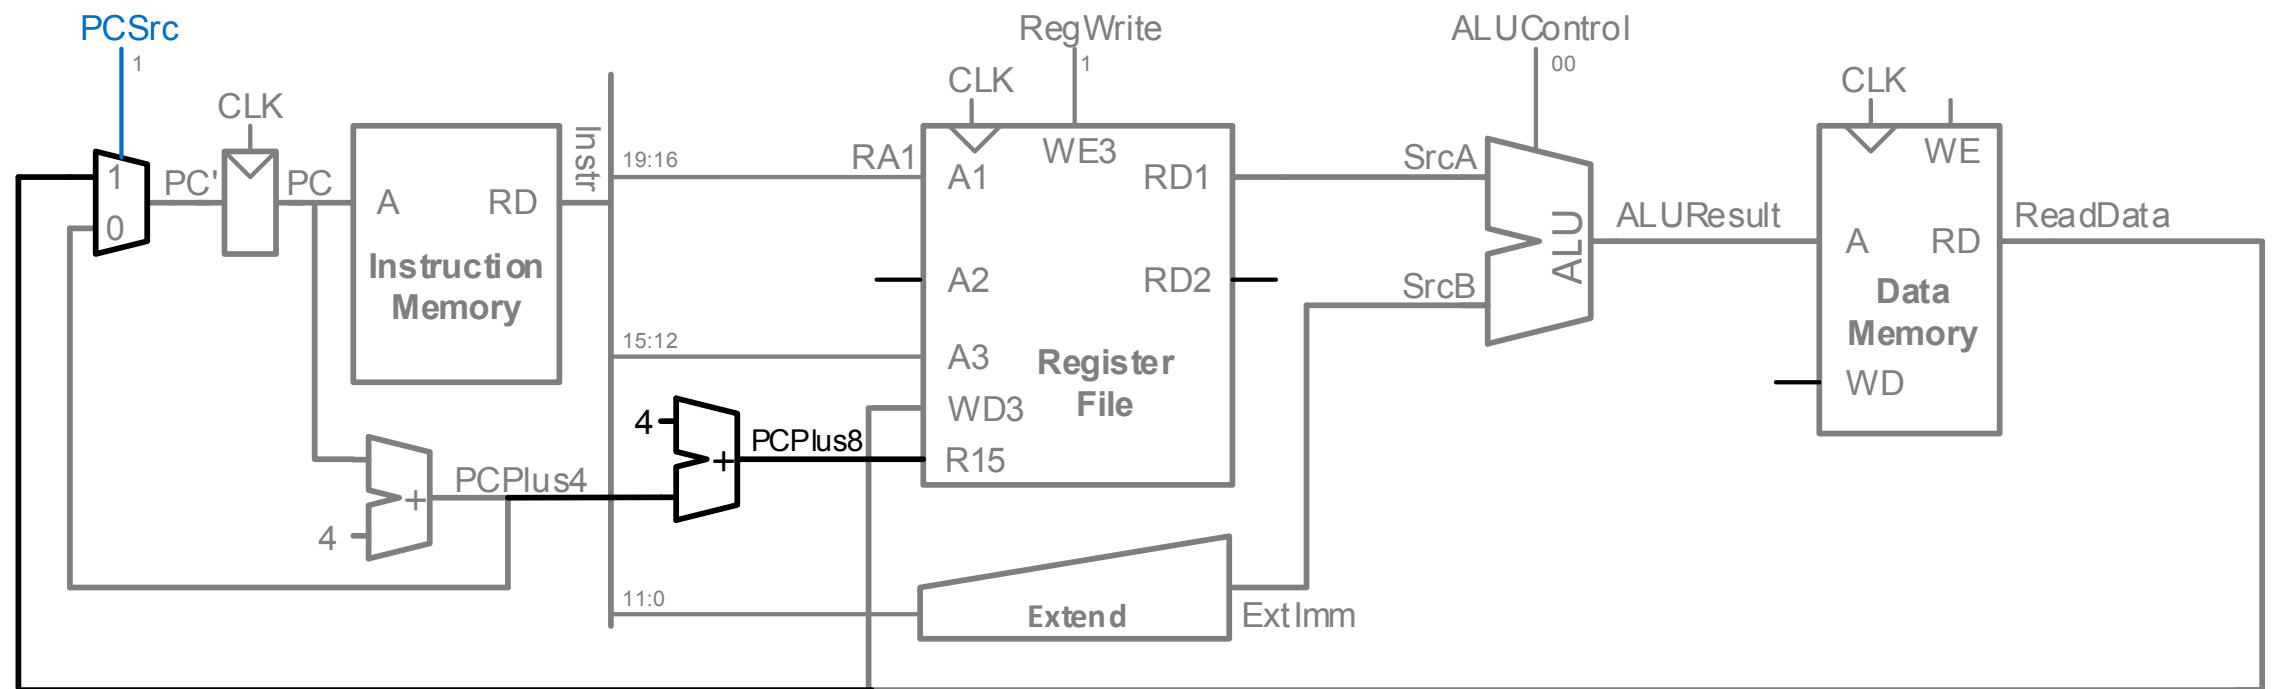 PCSrc
1
RegWrite
1
ALUControl
00
CLK
CLK
CLK
1
0
PC'
PC
A
RD
Instruction
Memory
Instr
19:16
RA1
A1
WE3
RD1
SrcA
A2
RD2
SrcB
ALU
ALUResult
WE
A
RD
ReadData
Data
Memory
WD
15:12
A3
Register
File
WD3
R15
4
+
PCPlus8
PCPlus4
+
4
11:0
Extend
ExtImm